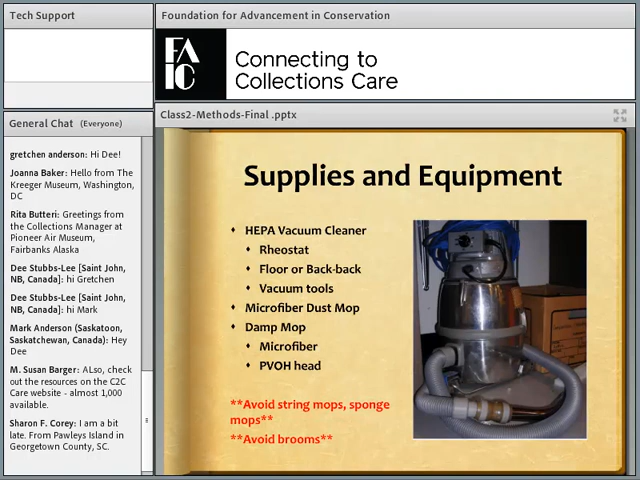 Tech Support
Foundation for Advancement in Conservation
FA
IC
Connecting to
Collections Care
General Chat (Everyone)
gretchen anderson: Hi Dee!
Joanna Baker: Hello from The
Kreeger Museum, Washington,
DC
Rita Butteri: Greetings from
the Collections Manager at
Pioneer Air Museum,
Fairbanks Alaska
Dee Stubbs-Lee [Saint John,
NB, Canada]: hi Gretchen
Dee Stubbs-Lee [Saint John,
NB, Canada]: hi Mark
Mark Anderson (Saskatoon,
Saskatchewan, Canada): Hey
Dee
M. Susan Barger: ALso, check
out the resources on the C2C
Care website - almost 1,000
available.
Sharon F. Corey: I am a bit
late. From Pawleys Island in
Georgetown County, SC.
Class2-Methods-Final .pptx
Supplies and Equipment
HEPA Vacuum Cleaner
Rheostat
Floor or Back-back
Vacuum tools
Microfiber Dust Mop
Damp Mop
Microfiber
PVOH head
**Avoid string mops, sponge
mops**
**Avoid brooms**